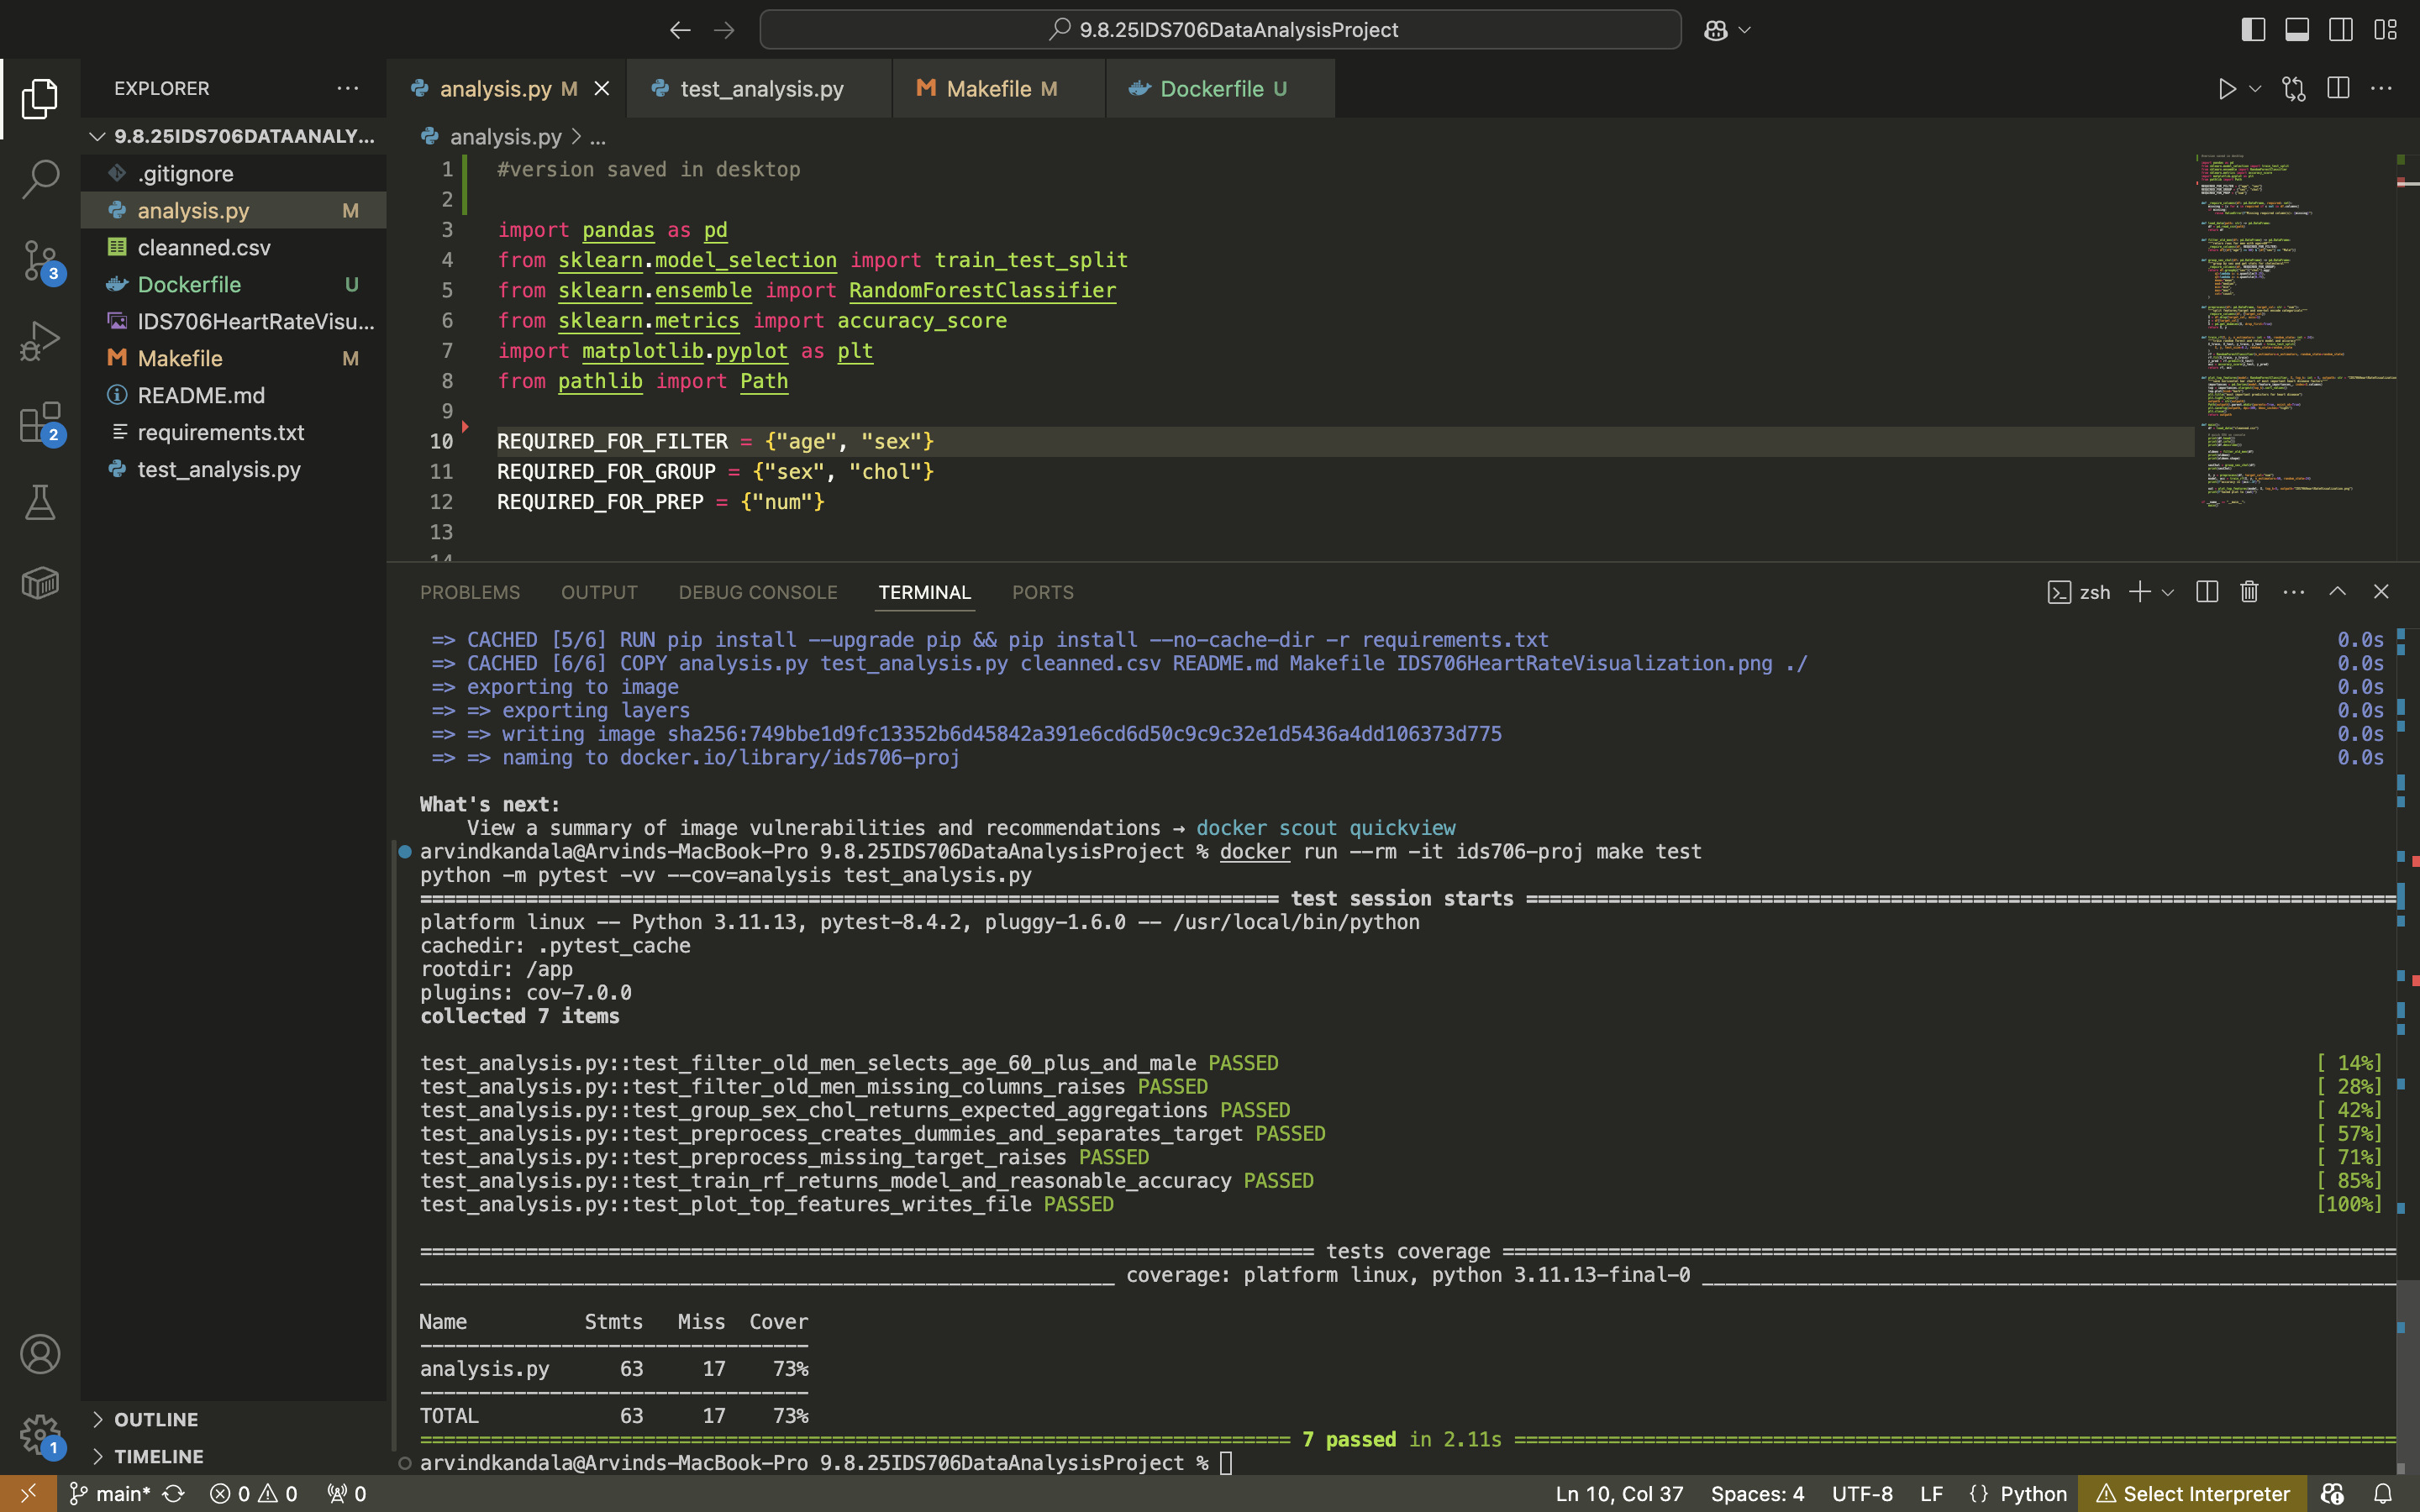 9.8.25IDS706DataAnalysisProject
EXPLORER
analysis.py M
test_analysis.py
Makefile M
Dockerfile U
9.8.25IDS706DATAANALY...
.gitignore
analysis.py M
cleanned.csv
Dockerfile U
IDS706HeartRateVisu...
Makefile M
README.md
requirements.txt
test_analysis.py
3
2
1
OUTLINE
TIMELINE
analysis.py > ...
1 #version saved in desktop
2
3 import pandas as pd
4 from sklearn.model_selection import train_test_split
5 from sklearn.ensemble import RandomForestClassifier
6 from sklearn.metrics import accuracy_score
7 import matplotlib.pyplot as plt
8 from pathlib import Path
9
10 REQUIRED_FOR_FILTER = {"age", "sex"}
11 REQUIRED_FOR_GROUP = {"sex", "chol"}
12 REQUIRED_FOR_PREP = {"num"}
13
14
PROBLEMS OUTPUT DEBUG CONSOLE TERMINAL PORTS
zsh
=> CACHED [5/6] RUN pip install --upgrade pip && pip install --no-cache-dir -r requirements.txt 0.0s
=> CACHED [6/6] COPY analysis.py test_analysis.py cleanned.csv README.md Makefile IDS706HeartRateVisualization.png ./ 0.0s
=> exporting to image 0.0s
=> => exporting layers 0.0s
=> => writing image sha256:749bbe1d9fc13352b6d45842a391e6cd6d50c9c9c32e1d5436a4dd106373d775 0.0s
=> => naming to docker.io/library/ids706-proj 0.0s
What's next:
View a summary of image vulnerabilities and recommendations → docker scout quickview
arvindkandala@Arvinds-MacBook-Pro 9.8.25IDS706DataAnalysisProject % docker run --rm -it ids706-proj make test
python -m pytest -vv --cov=analysis test_analysis.py
test session starts
platform linux -- Python 3.11.13, pytest-8.4.2, pluggy-1.6.0 -- /usr/local/bin/python
cachedir: .pytest_cache
rootdir: /app
plugins: cov-7.0.0
collected 7 items
test_analysis.py::test_filter_old_men_selects_age_60_plus_and_male PASSED [ 14%]
test_analysis.py::test_filter_old_men_missing_columns_raises PASSED [ 28%]
test_analysis.py::test_group_sex_chol_returns_expected_aggregations PASSED [ 42%]
test_analysis.py::test_preprocess_creates_dummies_and_separates_target PASSED [ 57%]
test_analysis.py::test_preprocess_missing_target_raises PASSED [ 71%]
test_analysis.py::test_train_rf_returns_model_and_reasonable_accuracy PASSED [ 85%]
test_analysis.py::test_plot_top_features_writes_file PASSED [100%]
tests coverage
coverage: platform linux, python 3.11.13-final-0
Name Stmts Miss Cover
analysis.py 63 17 73%
TOTAL 63 17 73%
7 passed in 2.11s
arvindkandala@Arvinds-MacBook-Pro 9.8.25IDS706DataAnalysisProject %
main* 0 0 0 Ln 10, Col 37 Spaces: 4 UTF-8 LF {} Python Select Interpreter